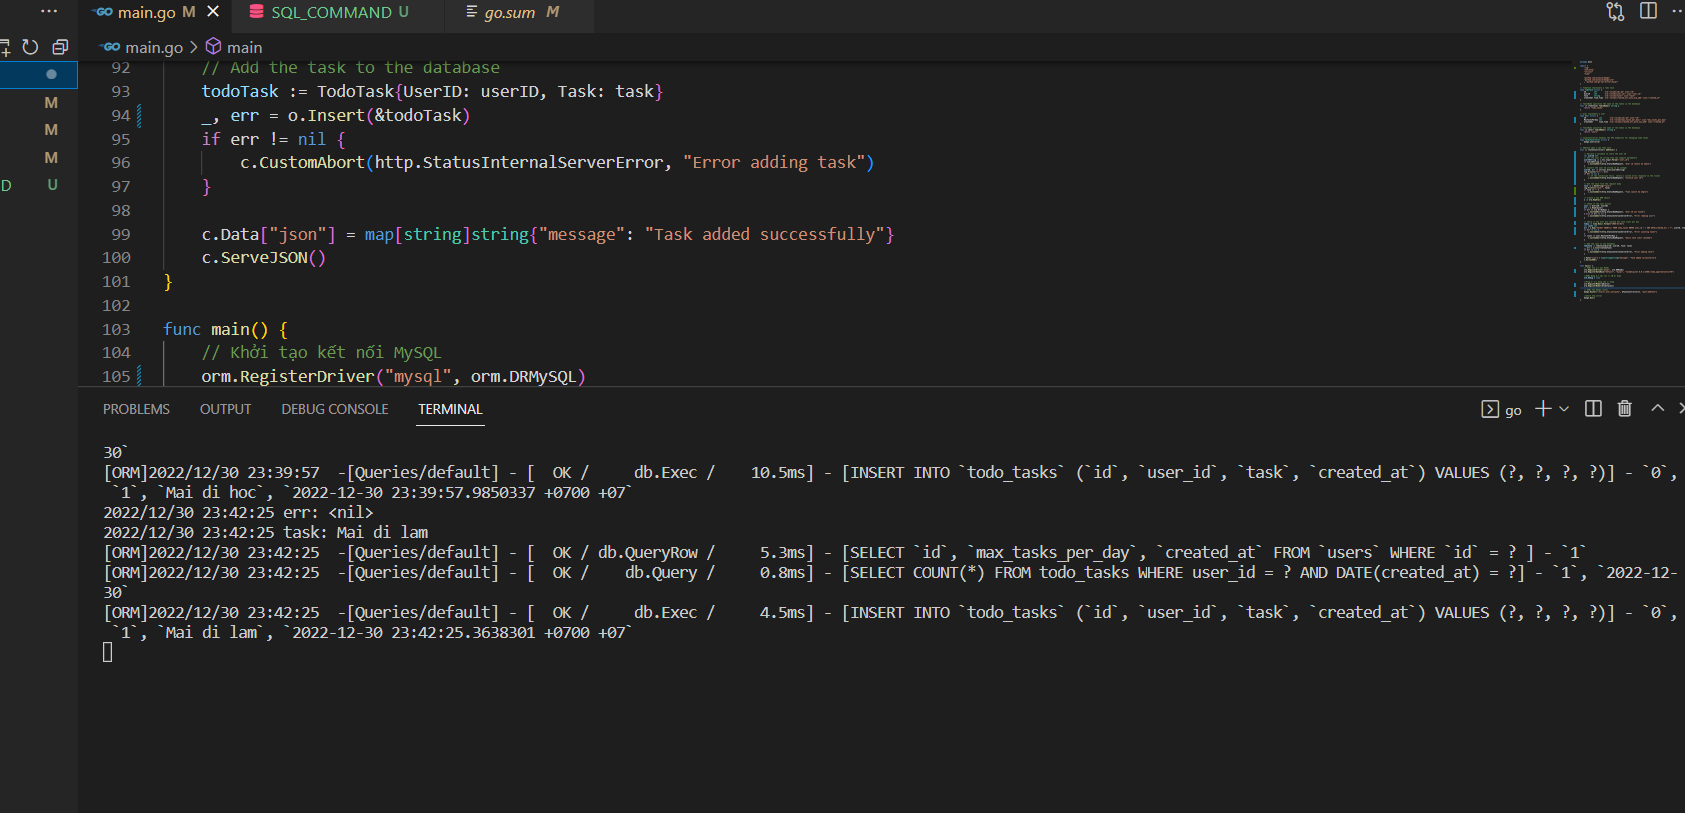 main.go M
SQL_COMMAND U
go.sum M
main.go > main
M
M
M
D U
92 // Add the task to the database
93 todoTask := TodoTask{UserID: userID, Task: task}
94 _, err = o.Insert(&todoTask)
95 if err != nil {
96 c.CustomAbort(http.StatusInternalServerError, "Error adding task")
97 }
98
99 c.Data["json"] = map[string]string{"message": "Task added successfully"}
100 c.ServeJSON()
101 }
102
103 func main() {
104 // Khởi tạo kết nối MySQL
105 orm.RegisterDriver("mysql", orm.DRMySQL)
PROBLEMS OUTPUT DEBUG CONSOLE TERMINAL
go
30`
[ORM]2022/12/30 23:39:57  -[Queries/default] - [  OK /     db.Exec /    10.5ms] - [INSERT INTO `todo_tasks` (`id`, `user_id`, `task`, `created_at`) VALUES (?, ?, ?, ?)] - `0`,
`1`, `Mai di hoc`, `2022-12-30 23:39:57.9850337 +0700 +07`
2022/12/30 23:42:25 err: <nil>
2022/12/30 23:42:25 task: Mai di lam
[ORM]2022/12/30 23:42:25  -[Queries/default] - [  OK / db.QueryRow /     5.3ms] - [SELECT `id`, `max_tasks_per_day`, `created_at` FROM `users` WHERE `id` = ? ] - `1`
[ORM]2022/12/30 23:42:25  -[Queries/default] - [  OK /    db.Query /     0.8ms] - [SELECT COUNT(*) FROM todo_tasks WHERE user_id = ? AND DATE(created_at) = ?] - `1`, `2022-12-
30`
[ORM]2022/12/30 23:42:25  -[Queries/default] - [  OK /     db.Exec /     4.5ms] - [INSERT INTO `todo_tasks` (`id`, `user_id`, `task`, `created_at`) VALUES (?, ?, ?, ?)] - `0`,
`1`, `Mai di lam`, `2022-12-30 23:42:25.3638301 +0700 +07`